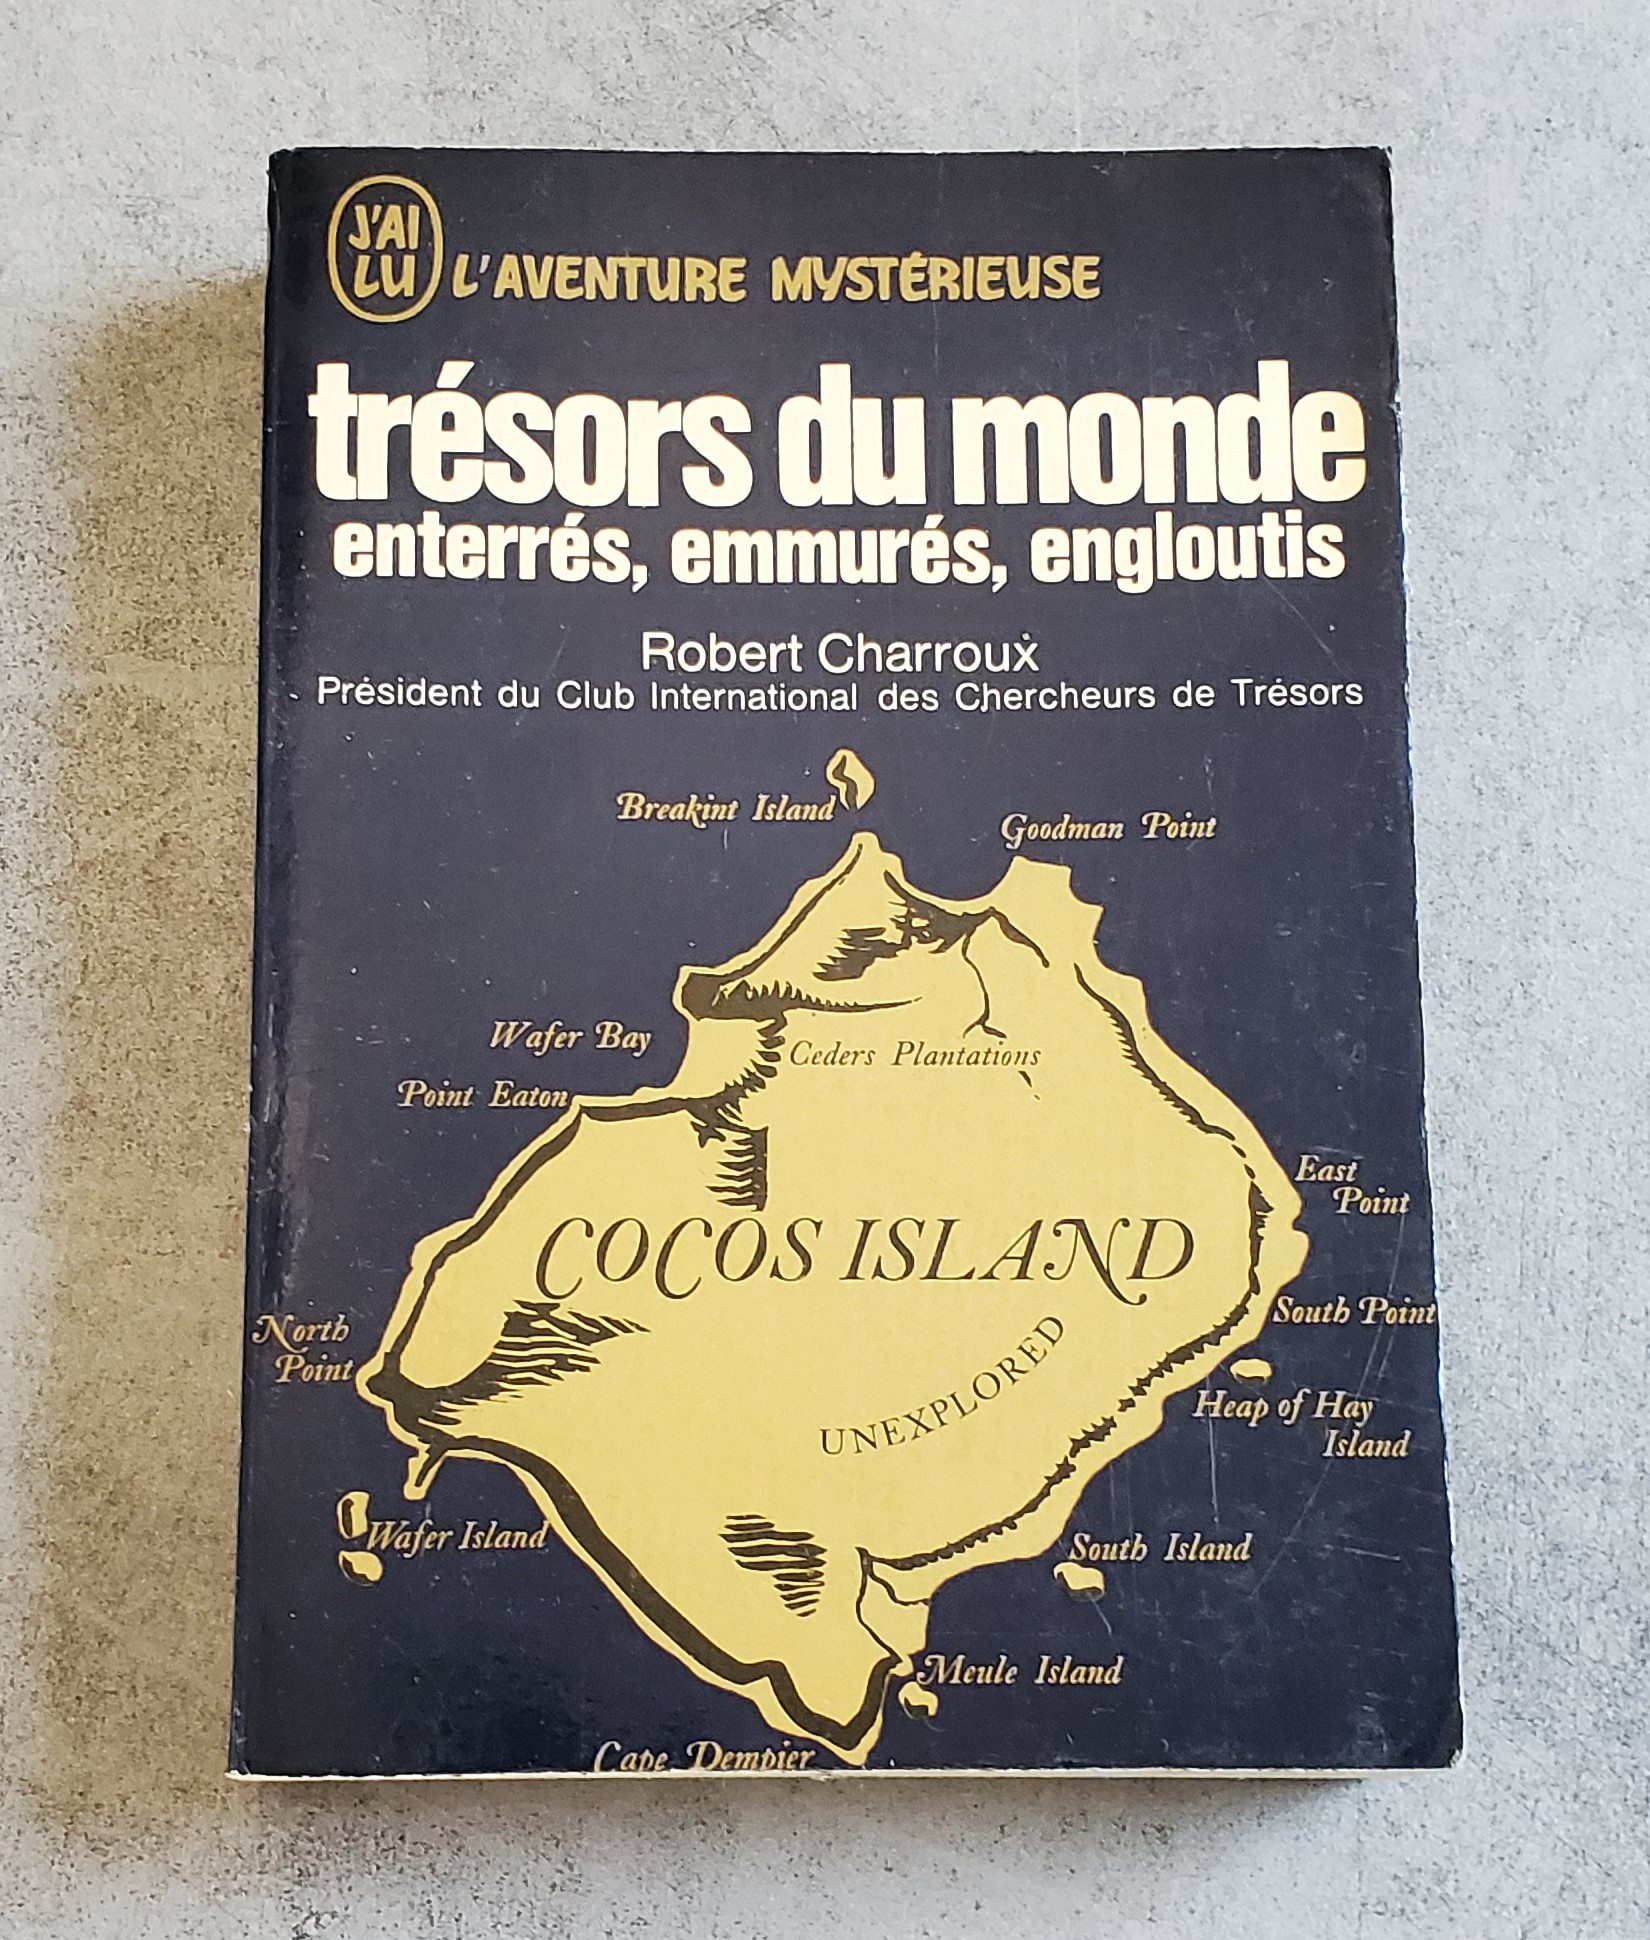 J'AI
LU
L'AVENTURE MYSTÉRIEUSE
trésors du monde
enterrés, emmurés, engloutis
Robert Charroux
Président du Club International des Chercheurs de Trésors
Breakint Island
Goodman Point
Wafer Bay
Ceders Plantations
Point Eaton
East
Point
COCOS ISLAND
South Point
North
Point
UNEXPLORED
Heap of Hay
Island
Wafer Island
South Island
Meule Island
Cape Dempier